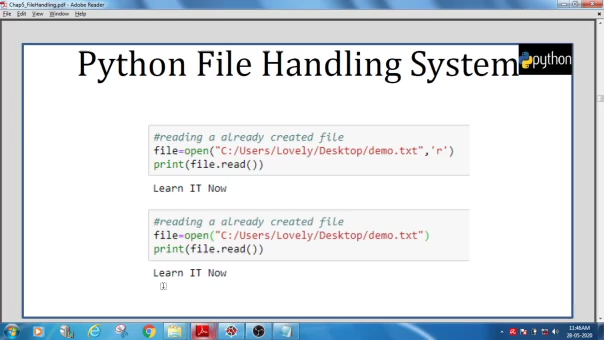 Chap5_FileHandling.pdf - Adobe Reader
File Edit View Window Help
Python File Handling System
python
#reading a already created file
file=open("C:/Users/Lovely/Desktop/demo.txt",'r')
print(file.read())
Learn IT Now
#reading a already created file
file=open("C:/Users/Lovely/Desktop/demo.txt")
print(file.read())
Learn IT Now
11:46AM
28-05-2020